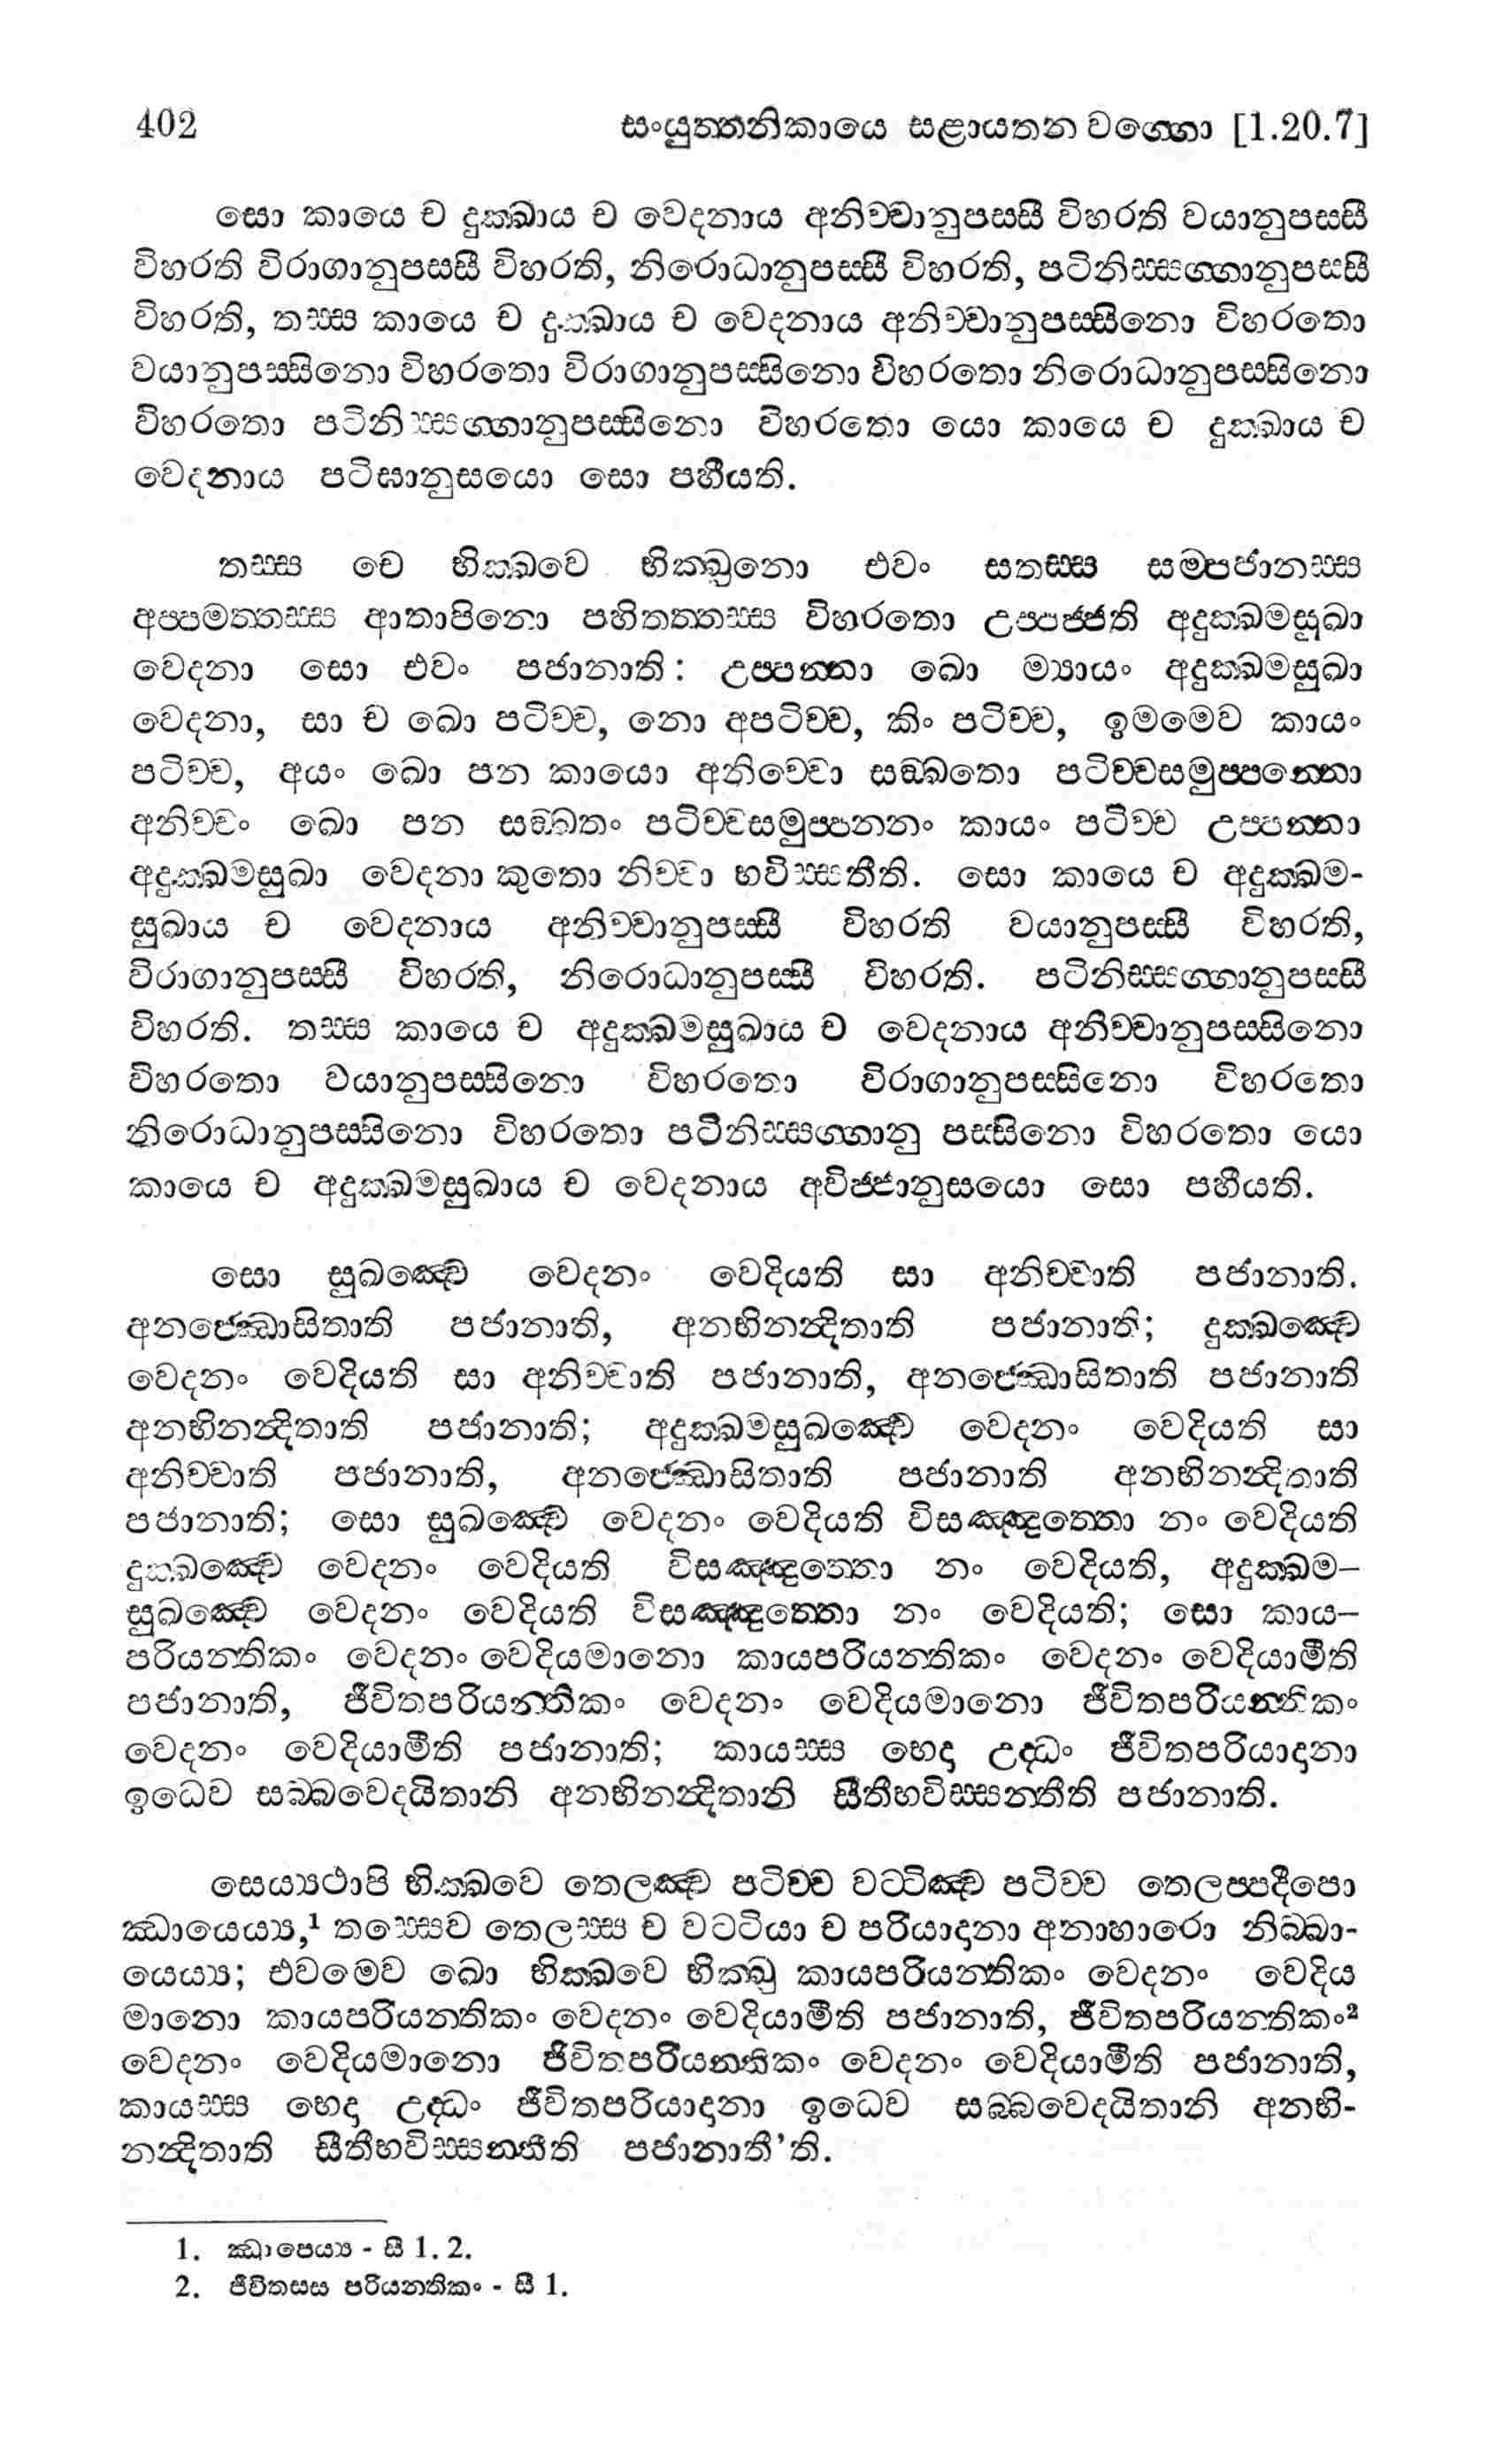 402 සංයුත්තනිකායෙ සළායතන වග්ගො [1.20.7]
සො කායෙ ච දුක්ඛාය ච වෙදනාය අනිච්චානුපස්සී විහරති වයානුපස්සී
විහරති විරාගානුපස්සී විහරති, නිරොධානුපස්සී විහරති, පටිනිස්සග්ගානුපස්සී
විහරති, තස්ස කායෙ ච දුක්ඛාය ච වෙදනාය අනිච්චානුපස්සිනො විහරතො
වයානුපස්සිනො විහරතො විරාගානුපස්සිනො විහරතො නිරොධානුපස්සිනො
විහරතො පටිනිස්සග්ගානුපස්සිනො විහරතො යො කායෙ ච දුක්ඛාය ච
වෙදනාය පටිඝානුසයො සො පහීයති.
තස්ස චෙ භික්ඛවෙ භික්ඛුනො එවං සතස්ස සම්පජානස්ස
අප්පමත්තස්ස ආතාපිනො පහිතත්තස්ස විහරතො උප්පජ්ජති අදුක්ඛමසුඛා
වෙදනා සො එවං පජානාති: උප්පන්නා ඛො ම්‍යායං අදුක්ඛමසුඛා
වෙදනා, සා ච ඛො පටිච්ච, නො අපටිච්ච, කිං පටිච්ච, ඉමමෙව කායං
පටිච්ච, අයං ඛො පන කායො අනිච්චො සඞ්ඛතො පටිච්චසමුප්පන්නො
අනිච්චං ඛො පන සඞ්ඛතං පටිච්චසමුප්පන්නං කායං පටිච්ච උප්පන්නා
අදුක්ඛමසුඛා වෙදනා කුතො නිච්චා භවිස්සතීති. සො කායෙ ච අදුක්ඛම-
සුඛාය ච වෙදනාය අනිච්චානුපස්සී විහරති වයානුපස්සී විහරති,
විරාගානුපස්සී විහරති, නිරොධානුපස්සී විහරති. පටිනිස්සග්ගානුපස්සී
විහරති. තස්ස කායෙ ච අදුක්ඛමසුඛාය ච වෙදනාය අනිච්චානුපස්සිනො
විහරතො වයානුපස්සිනො විහරතො විරාගානුපස්සිනො විහරතො
නිරොධානුපස්සිනො විහරතො පටිනිස්සග්ගානු පස්සිනො විහරතො යො
කායෙ ච අදුක්ඛමසුඛාය ච වෙදනාය අවිජ්ජානුසයො සො පහීයති.
සො සුඛඤ්චෙ වෙදනං වෙදියති සා අනිච්චාති පජානාති.
අනජ්ඣොසිතාති පජානාති, අනභිනන්දිතාති පජානාති; දුක්ඛඤ්චෙ
වෙදනං වෙදියති සා අනිච්චාති පජානාති, අනජ්ඣොසිතාති පජානාති
අනභිනන්දිතාති පජානාති; අදුක්ඛමසුඛඤ්චෙ වෙදනං වෙදියති සා
අනිච්චාති පජානාති, අනජ්ඣොසිතාති පජානාති අනභිනන්දිතාති
පජානාති; සො සුඛඤ්චෙ වෙදනං වෙදියති විසඤ්ඤුත්තො නං වෙදියති
දුක්ඛඤ්චෙ වෙදනං වෙදියති විසඤ්ඤුත්තො නං වෙදියති, අදුක්ඛම–
සුඛඤ්චෙ වෙදනං වෙදියති විසඤ්ඤුත්තො නං වෙදියති; සො කාය–
පරියන්තිකං වෙදනං වෙදියමානො කායපරියන්තිකං වෙදනං වෙදියාමීති
පජානාති, ජීවිතපරියන්තිකං වෙදනං වෙදියමානො ජීවිතපරියන්තිකං
වෙදනං වෙදියාමීති පජානාති; කායස්ස භෙදා උද්ධං ජීවිතපරියාදානා
ඉධෙව සබ්බවෙදයිතානි අනභිනන්දිතානි සීතීභවිස්සන්තීති පජානාති.
සෙය්‍යථාපි භික්ඛවෙ තෙලඤ්ච පටිච්ච වට්ටිඤ්ච පටිච්ච තෙලප්පදීපො
ඣායෙය්‍ය,¹ තස්සෙව තෙලස්ස ච වට්ටියා ච පරියාදානා අනාහාරො නිබ්බා-
යෙය්‍ය; එවමෙව ඛො භික්ඛවෙ භික්ඛු කායපරියන්තිකං වෙදනං වෙදිය
මානො කායපරියන්තිකං වෙදනං වෙදියාමීති පජානාති, ජීවිතපරියන්තිකං²
වෙදනං වෙදියමානො ජීවිතපරියන්තිකං වෙදනං වෙදියාමීති පජානාති,
කායස්ස භෙදා උද්ධං ජීවිතපරියාදානා ඉධෙව සබ්බවෙදයිතානි අනභි-
නන්දිතාති සීතීභවිස්සන්තීති පජානාතී’ති.
1. ඣාපෙය්‍ය - සී 1. 2.
2. ජීවිතස්ස පරියන්තිකං - සී 1.